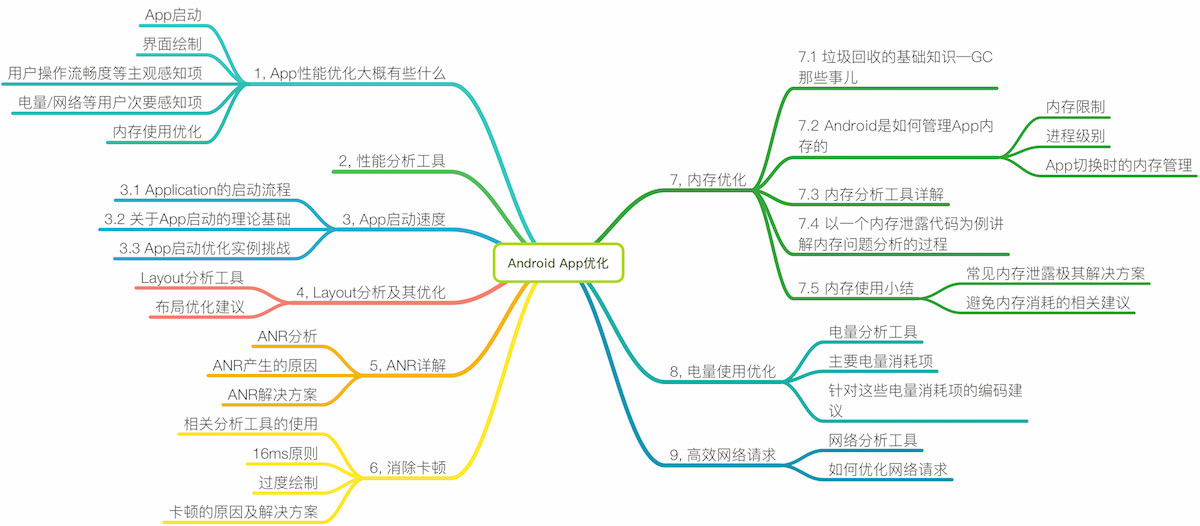 Android App优化
1, App性能优化大概有些什么
App启动
界面绘制
用户操作流畅度等主观感知项
电量/网络等用户次要感知项
内存使用优化
2, 性能分析工具
3, App启动速度
3.1 Application的启动流程
3.2 关于App启动的理论基础
3.3 App启动优化实例挑战
4, Layout分析及其优化
Layout分析工具
布局优化建议
5, ANR详解
ANR分析
ANR产生的原因
ANR解决方案
6, 消除卡顿
相关分析工具的使用
16ms原则
过度绘制
卡顿的原因及解决方案
7, 内存优化
7.1 垃圾回收的基础知识—GC
那些事儿
7.2 Android是如何管理App内
存的
内存限制
进程级别
App切换时的内存管理
7.3 内存分析工具详解
7.4 以一个内存泄露代码为例讲
解内存问题分析的过程
7.5 内存使用小结
常见内存泄露极其解决方案
避免内存消耗的相关建议
8, 电量使用优化
电量分析工具
主要电量消耗项
针对这些电量消耗项的编码建
议
9, 高效网络请求
网络分析工具
如何优化网络请求